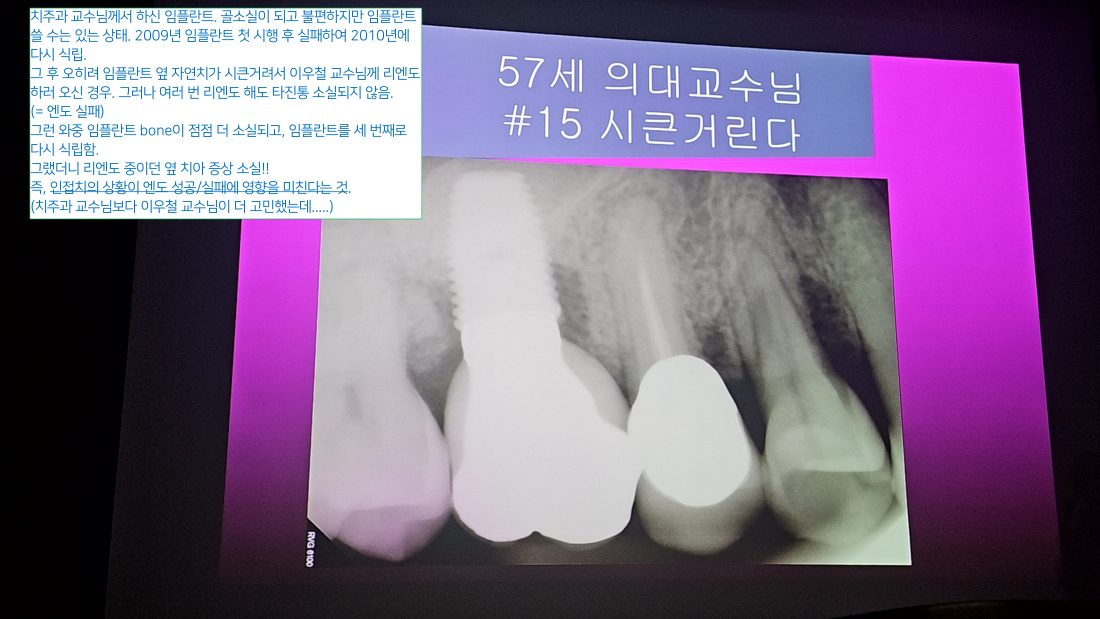 치주과 교수님께서 하신 임플란트. 골소실이 되고 불편하지만 임플란트
쓸 수는 있는 상태. 2009년 임플란트 첫 시행 후 실패하여 2010년에
다시 식립.
그 후 오히려 임플란트 옆 자연치가 시큰거려서 이우철 교수님께 리엔도
하러 오신 경우. 그러나 여러 번 리엔도 해도 타진통 소실되지 않음.
(= 엔도 실패)
그런 와중 임플란트 bone이 점점 더 소실되고, 임플란트를 세 번째로
다시 식립함.
그랬더니 리엔도 중이던 옆 치아 증상 소실!!
즉, 인접치의 상황이 엔도 성공/실패에 영향을 미친다는 것.
(치주과 교수님보다 이우철 교수님이 더 고민했는데.....)
57세 의대교수님
#15 시큰거린다
RVG 6100